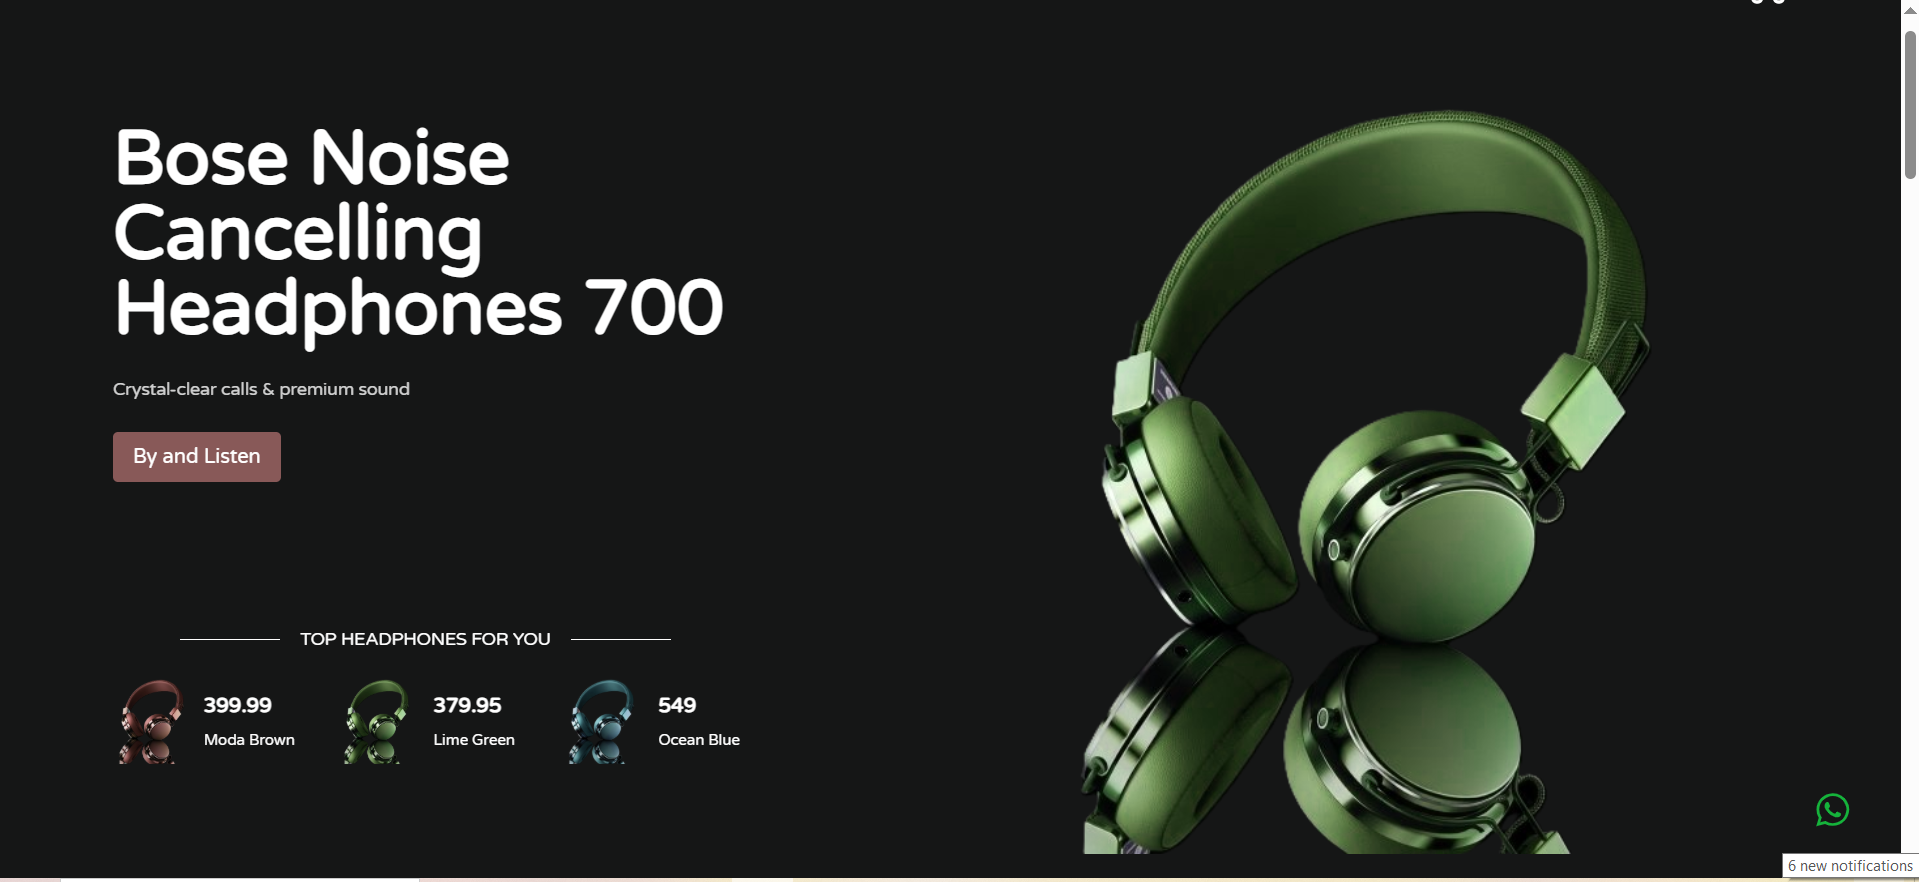 Bose Noise
Cancelling
Headphones 700
Crystal-clear calls & premium sound
By and Listen
TOP HEADPHONES FOR YOU
399.99
Moda Brown
379.95
Lime Green
549
Ocean Blue
6 new notifications